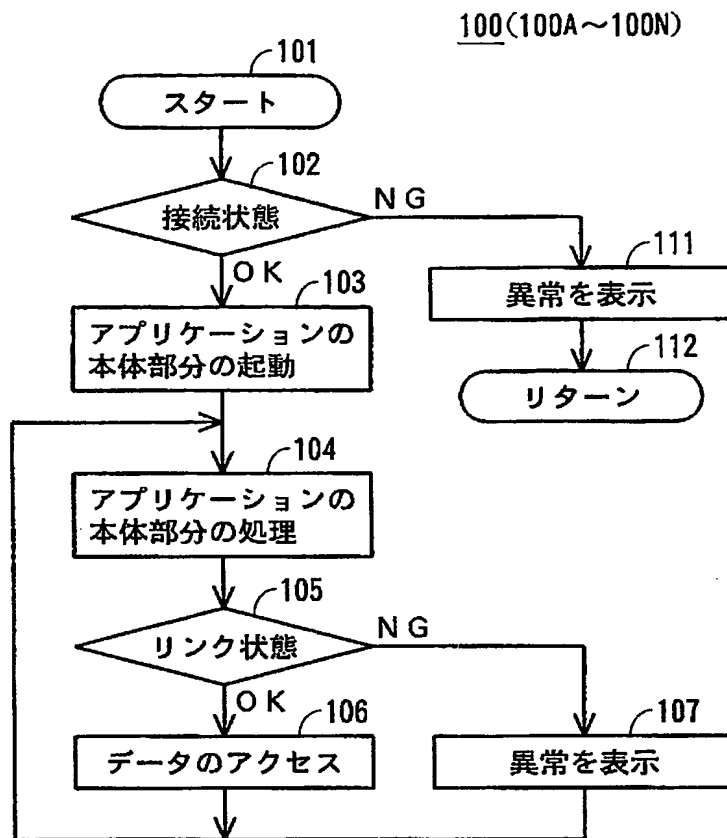 100(100A～100N)
101
スタート
102
接続状態
NG
OK
103
アプリケーションの
本体部分の起動
111
異常を表示
112
リターン
104
アプリケーションの
本体部分の処理
105
リンク状態
NG
OK
106
データのアクセス
107
異常を表示